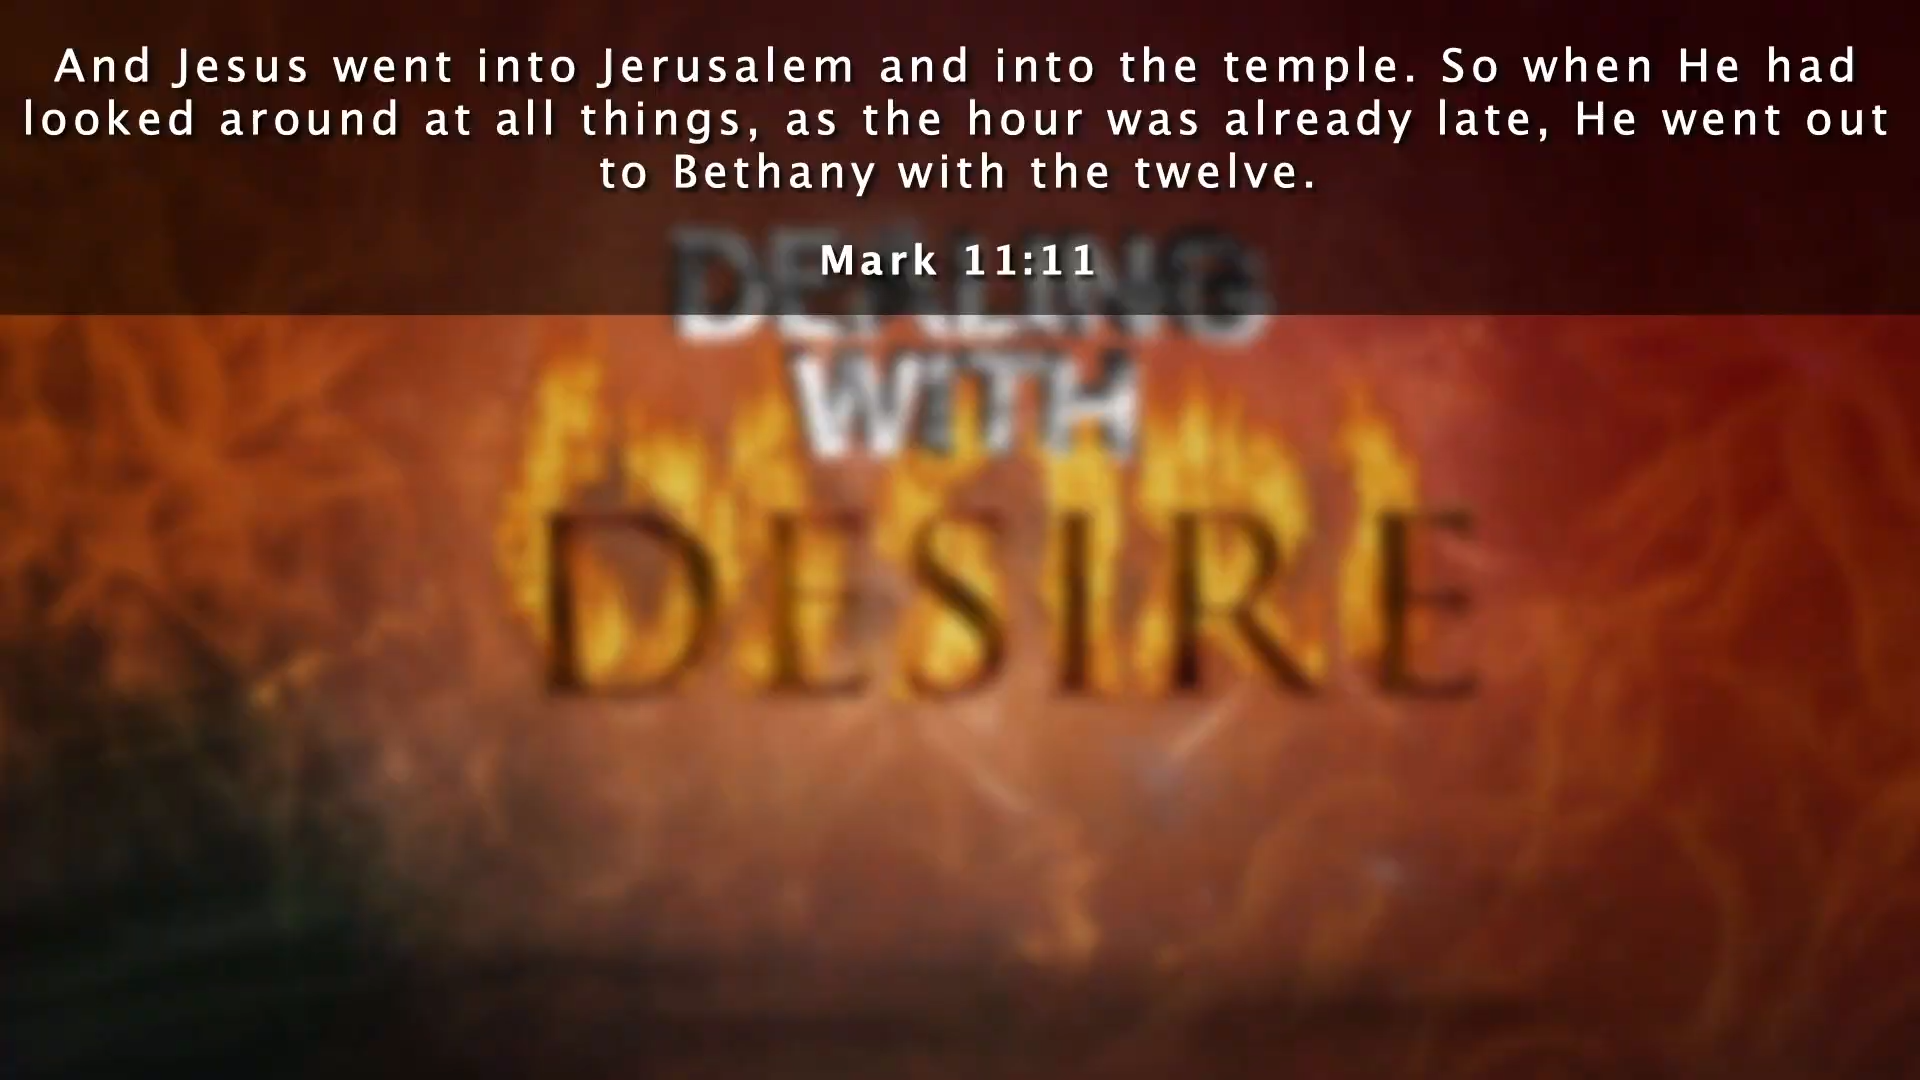 And Jesus went into Jerusalem and into the temple. So when He had
looked around at all things, as the hour was already late, He went out
to Bethany with the twelve.
Mark 11:11
DEALING
WITH
DESIRE